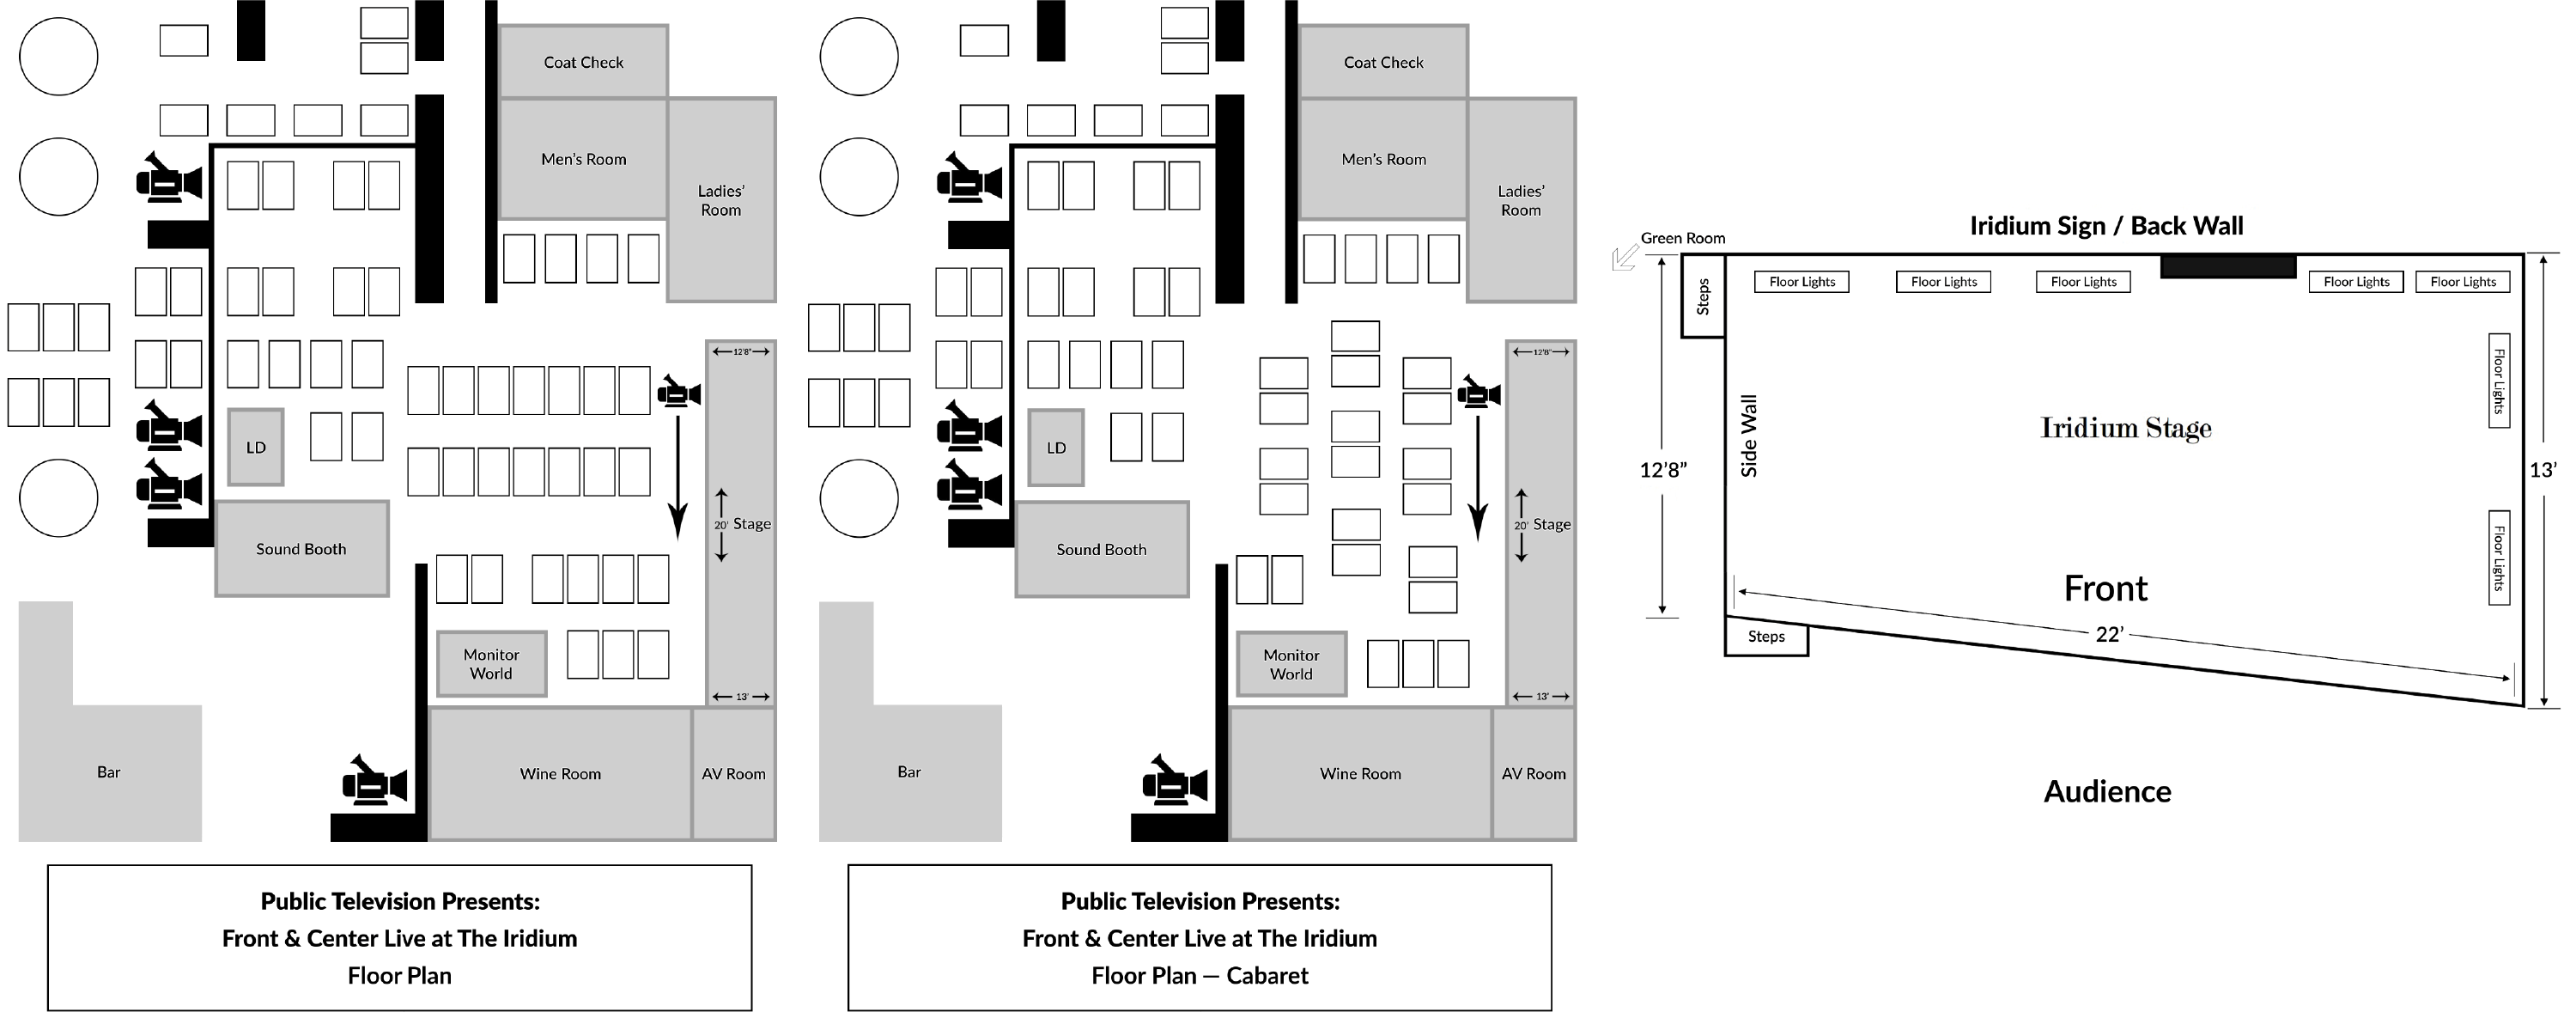 Coat Check
Men's Room
Ladies'
Room
12'8"
LD
20' Stage
Sound Booth
Monitor
World
13'
Bar
Wine Room
AV Room
Public Television Presents:
Front & Center Live at The Iridium
Floor Plan
Coat Check
Men's Room
Ladies'
Room
12'8"
LD
20' Stage
Sound Booth
Monitor
World
13'
Bar
Wine Room
AV Room
Public Television Presents:
Front & Center Live at The Iridium
Floor Plan — Cabaret
Iridium Sign / Back Wall
Green Room
Steps
Floor Lights
Floor Lights
Floor Lights
Floor Lights
Floor Lights
Floor Lights
Side Wall
Iridium Stage
12'8"
13'
Floor Lights
Front
22'
Steps
Audience